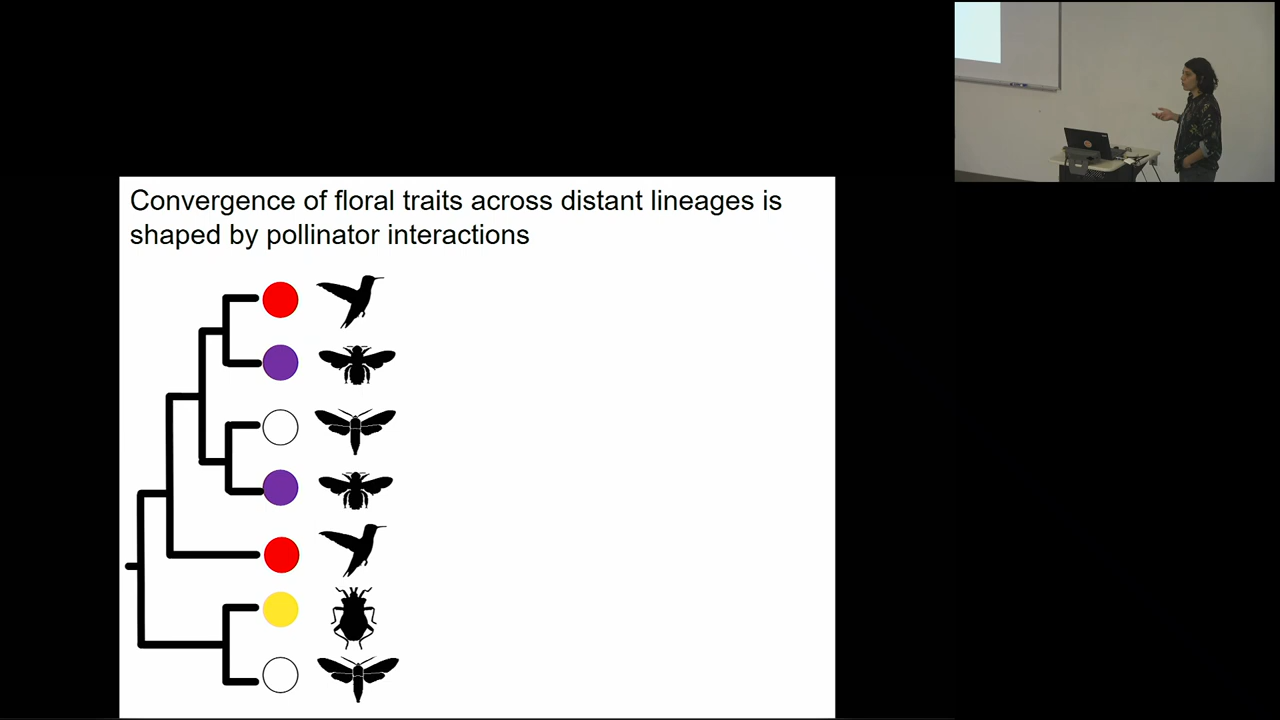 Convergence of floral traits across distant lineages is
shaped by pollinator interactions